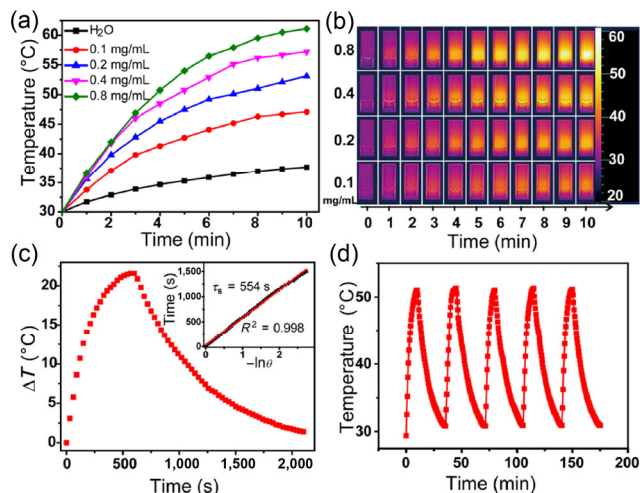 (a)
H₂O
0.1 mg/mL
0.2 mg/mL
0.4 mg/mL
0.8 mg/mL
Temperature (°C)
60
55
50
45
40
35
30
0 2 4 6 8 10
Time (min)
(b)
0.8
0.4
0.2
0.1
mg/mL
0 1 2 3 4 5 6 7 8 9 10
Time (min)
60
50
40
30
20
(c)
ΔT (°C)
20
15
10
5
0
0 500 1,000 1,500 2,000
Time (s)
Time (s)
1,500
1,000
500
0
τs = 554 s
R² = 0.998
0 1 2
−lnθ
(d)
Temperature (°C)
50
40
30
0 50 100 150 200
Time (min)